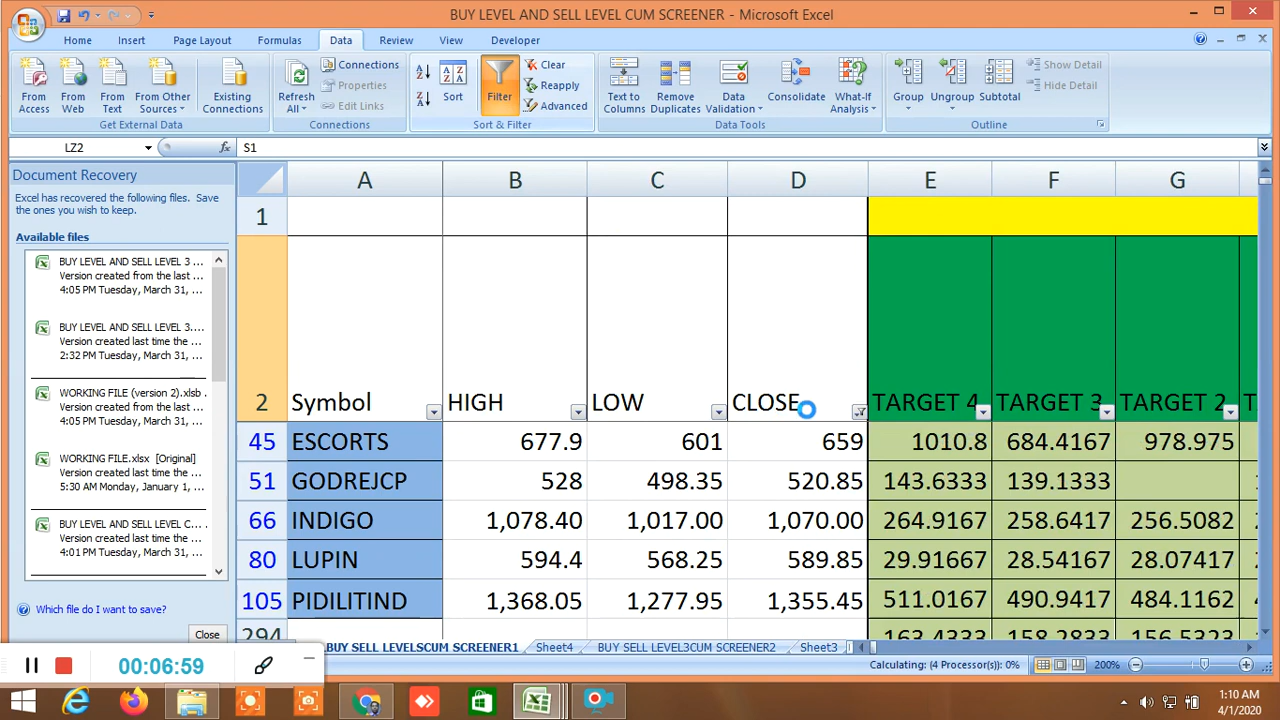 BUY LEVEL AND SELL LEVEL CUM SCREENER - Microsoft Excel
Home Insert Page Layout Formulas Data Review View Developer
From Access
From Web
From Text
From Other Sources
Existing Connections
Get External Data
Refresh All
Connections
Properties
Edit Links
Connections
Sort
Filter
Clear
Reapply
Advanced
Sort & Filter
Text to Columns
Remove Duplicates
Data Validation
Consolidate
What-If Analysis
Data Tools
Group
Ungroup
Subtotal
Show Detail
Hide Detail
Outline
LZ2 fx S1
Document Recovery
Excel has recovered the following files. Save
the ones you wish to keep.
Available files
BUY LEVEL AND SELL LEVEL 3 ...
Version created from the last ...
4:05 PM Tuesday, March 31, ...
BUY LEVEL AND SELL LEVEL 3....
Version created last time the ...
2:32 PM Tuesday, March 31, ...
WORKING FILE (version 2).xlsb
Version created from the last ...
4:05 PM Tuesday, March 31, ...
WORKING FILE.xlsx [Original]
Version created last time the ...
5:30 AM Monday, January 1, ...
BUY LEVEL AND SELL LEVEL C...
Version created last time the ...
4:01 PM Tuesday, March 31, ...
Which file do I want to save?
Close
A B C D E F G
1
2 Symbol HIGH LOW CLOSE TARGET 4 TARGET 3 TARGET 2
45 ESCORTS 677.9 601 659 1010.8 684.4167 978.975
51 GODREJCP 528 498.35 520.85 143.6333 139.1333
66 INDIGO 1,078.40 1,017.00 1,070.00 264.9167 258.6417 256.5082
80 LUPIN 594.4 568.25 589.85 29.91667 28.54167 28.07417
105 PIDILITIND 1,368.05 1,277.95 1,355.45 511.0167 490.9417 484.1162
294 163.4333 158.2833 156.5323
BUY SELL LEVELSCUM SCREENER1 Sheet4 BUY SELL LEVEL3CUM SCREENER2 Sheet3
00:06:59
Calculating: (4 Processor(s)): 0% 200%
1:10 AM
4/1/2020